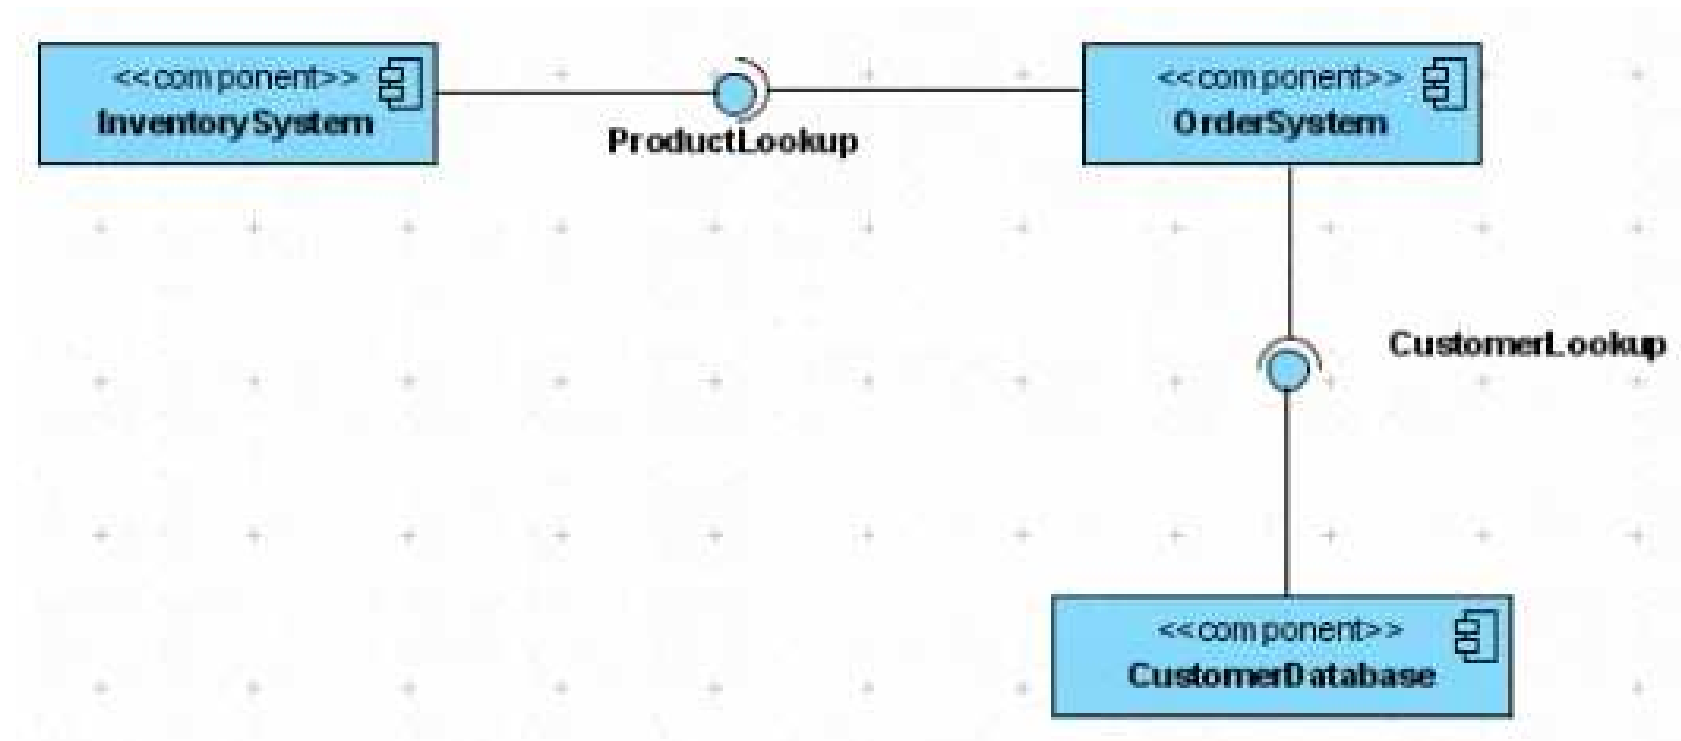 <<component>>
InventorySystem
ProductLookup
<<component>>
OrderSystem
CustomerLookup
<<component>>
CustomerDatabase